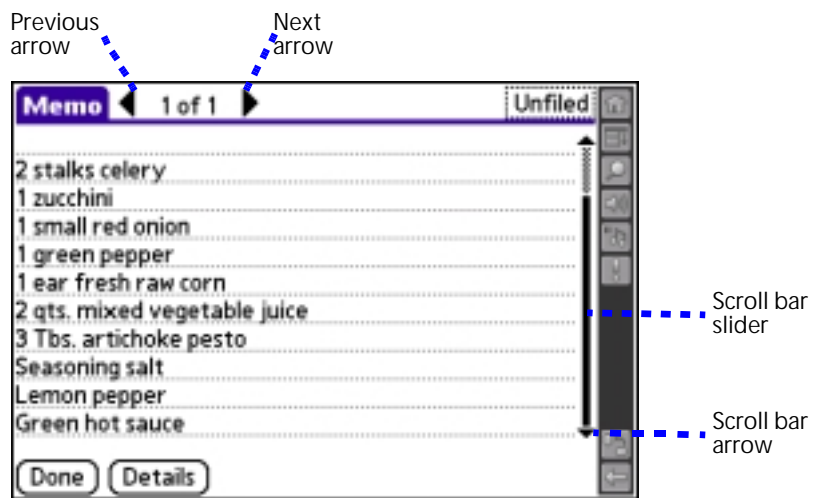 Previous arrow
Next arrow
Memo 1 of 1 Unfiled
2 stalks celery
1 zucchini
1 small red onion
1 green pepper
1 ear fresh raw corn
2 qts. mixed vegetable juice
3 Tbs. artichoke pesto
Seasoning salt
Lemon pepper
Green hot sauce
Done Details
Scroll bar slider
Scroll bar arrow